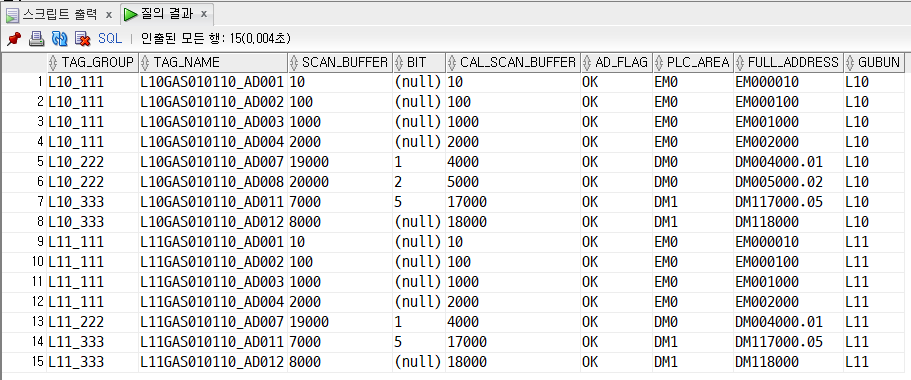 스크립트 출력 x 질의 결과 x
SQL | 인출된 모든 행: 15(0,004초)
TAG_GROUP TAG_NAME SCAN_BUFFER BIT CAL_SCAN_BUFFER AD_FLAG PLC_AREA FULL_ADDRESS GUBUN
1 L10_111 L10GAS010110_AD001 10 (null) 10 OK EM0 EM000010 L10
2 L10_111 L10GAS010110_AD002 100 (null) 100 OK EM0 EM000100 L10
3 L10_111 L10GAS010110_AD003 1000 (null) 1000 OK EM0 EM001000 L10
4 L10_111 L10GAS010110_AD004 2000 (null) 2000 OK EM0 EM002000 L10
5 L10_222 L10GAS010110_AD007 19000 1 4000 OK DM0 DM004000.01 L10
6 L10_222 L10GAS010110_AD008 20000 2 5000 OK DM0 DM005000.02 L10
7 L10_333 L10GAS010110_AD011 7000 5 17000 OK DM1 DM117000.05 L10
8 L10_333 L10GAS010110_AD012 8000 (null) 18000 OK DM1 DM118000 L10
9 L11_111 L11GAS010110_AD001 10 (null) 10 OK EM0 EM000010 L11
10 L11_111 L11GAS010110_AD002 100 (null) 100 OK EM0 EM000100 L11
11 L11_111 L11GAS010110_AD003 1000 (null) 1000 OK EM0 EM001000 L11
12 L11_111 L11GAS010110_AD004 2000 (null) 2000 OK EM0 EM002000 L11
13 L11_222 L11GAS010110_AD007 19000 1 4000 OK DM0 DM004000.01 L11
14 L11_333 L11GAS010110_AD011 7000 5 17000 OK DM1 DM117000.05 L11
15 L11_333 L11GAS010110_AD012 8000 (null) 18000 OK DM1 DM118000 L11